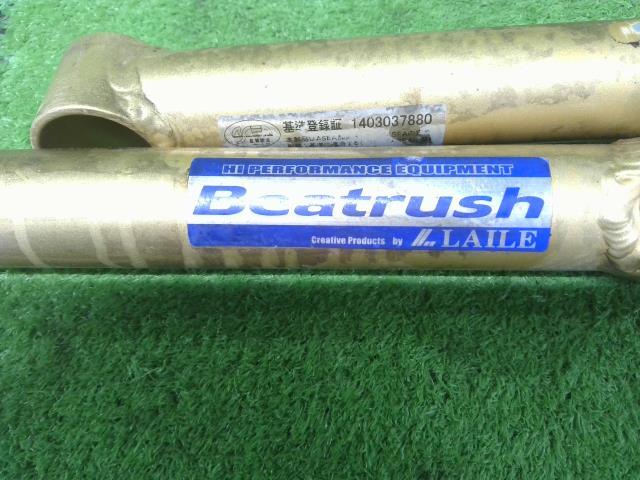 基準登録証 1403037880
HI PERFORMANCE EQUIPMENT
Beatrush
Creative Products by LAILE